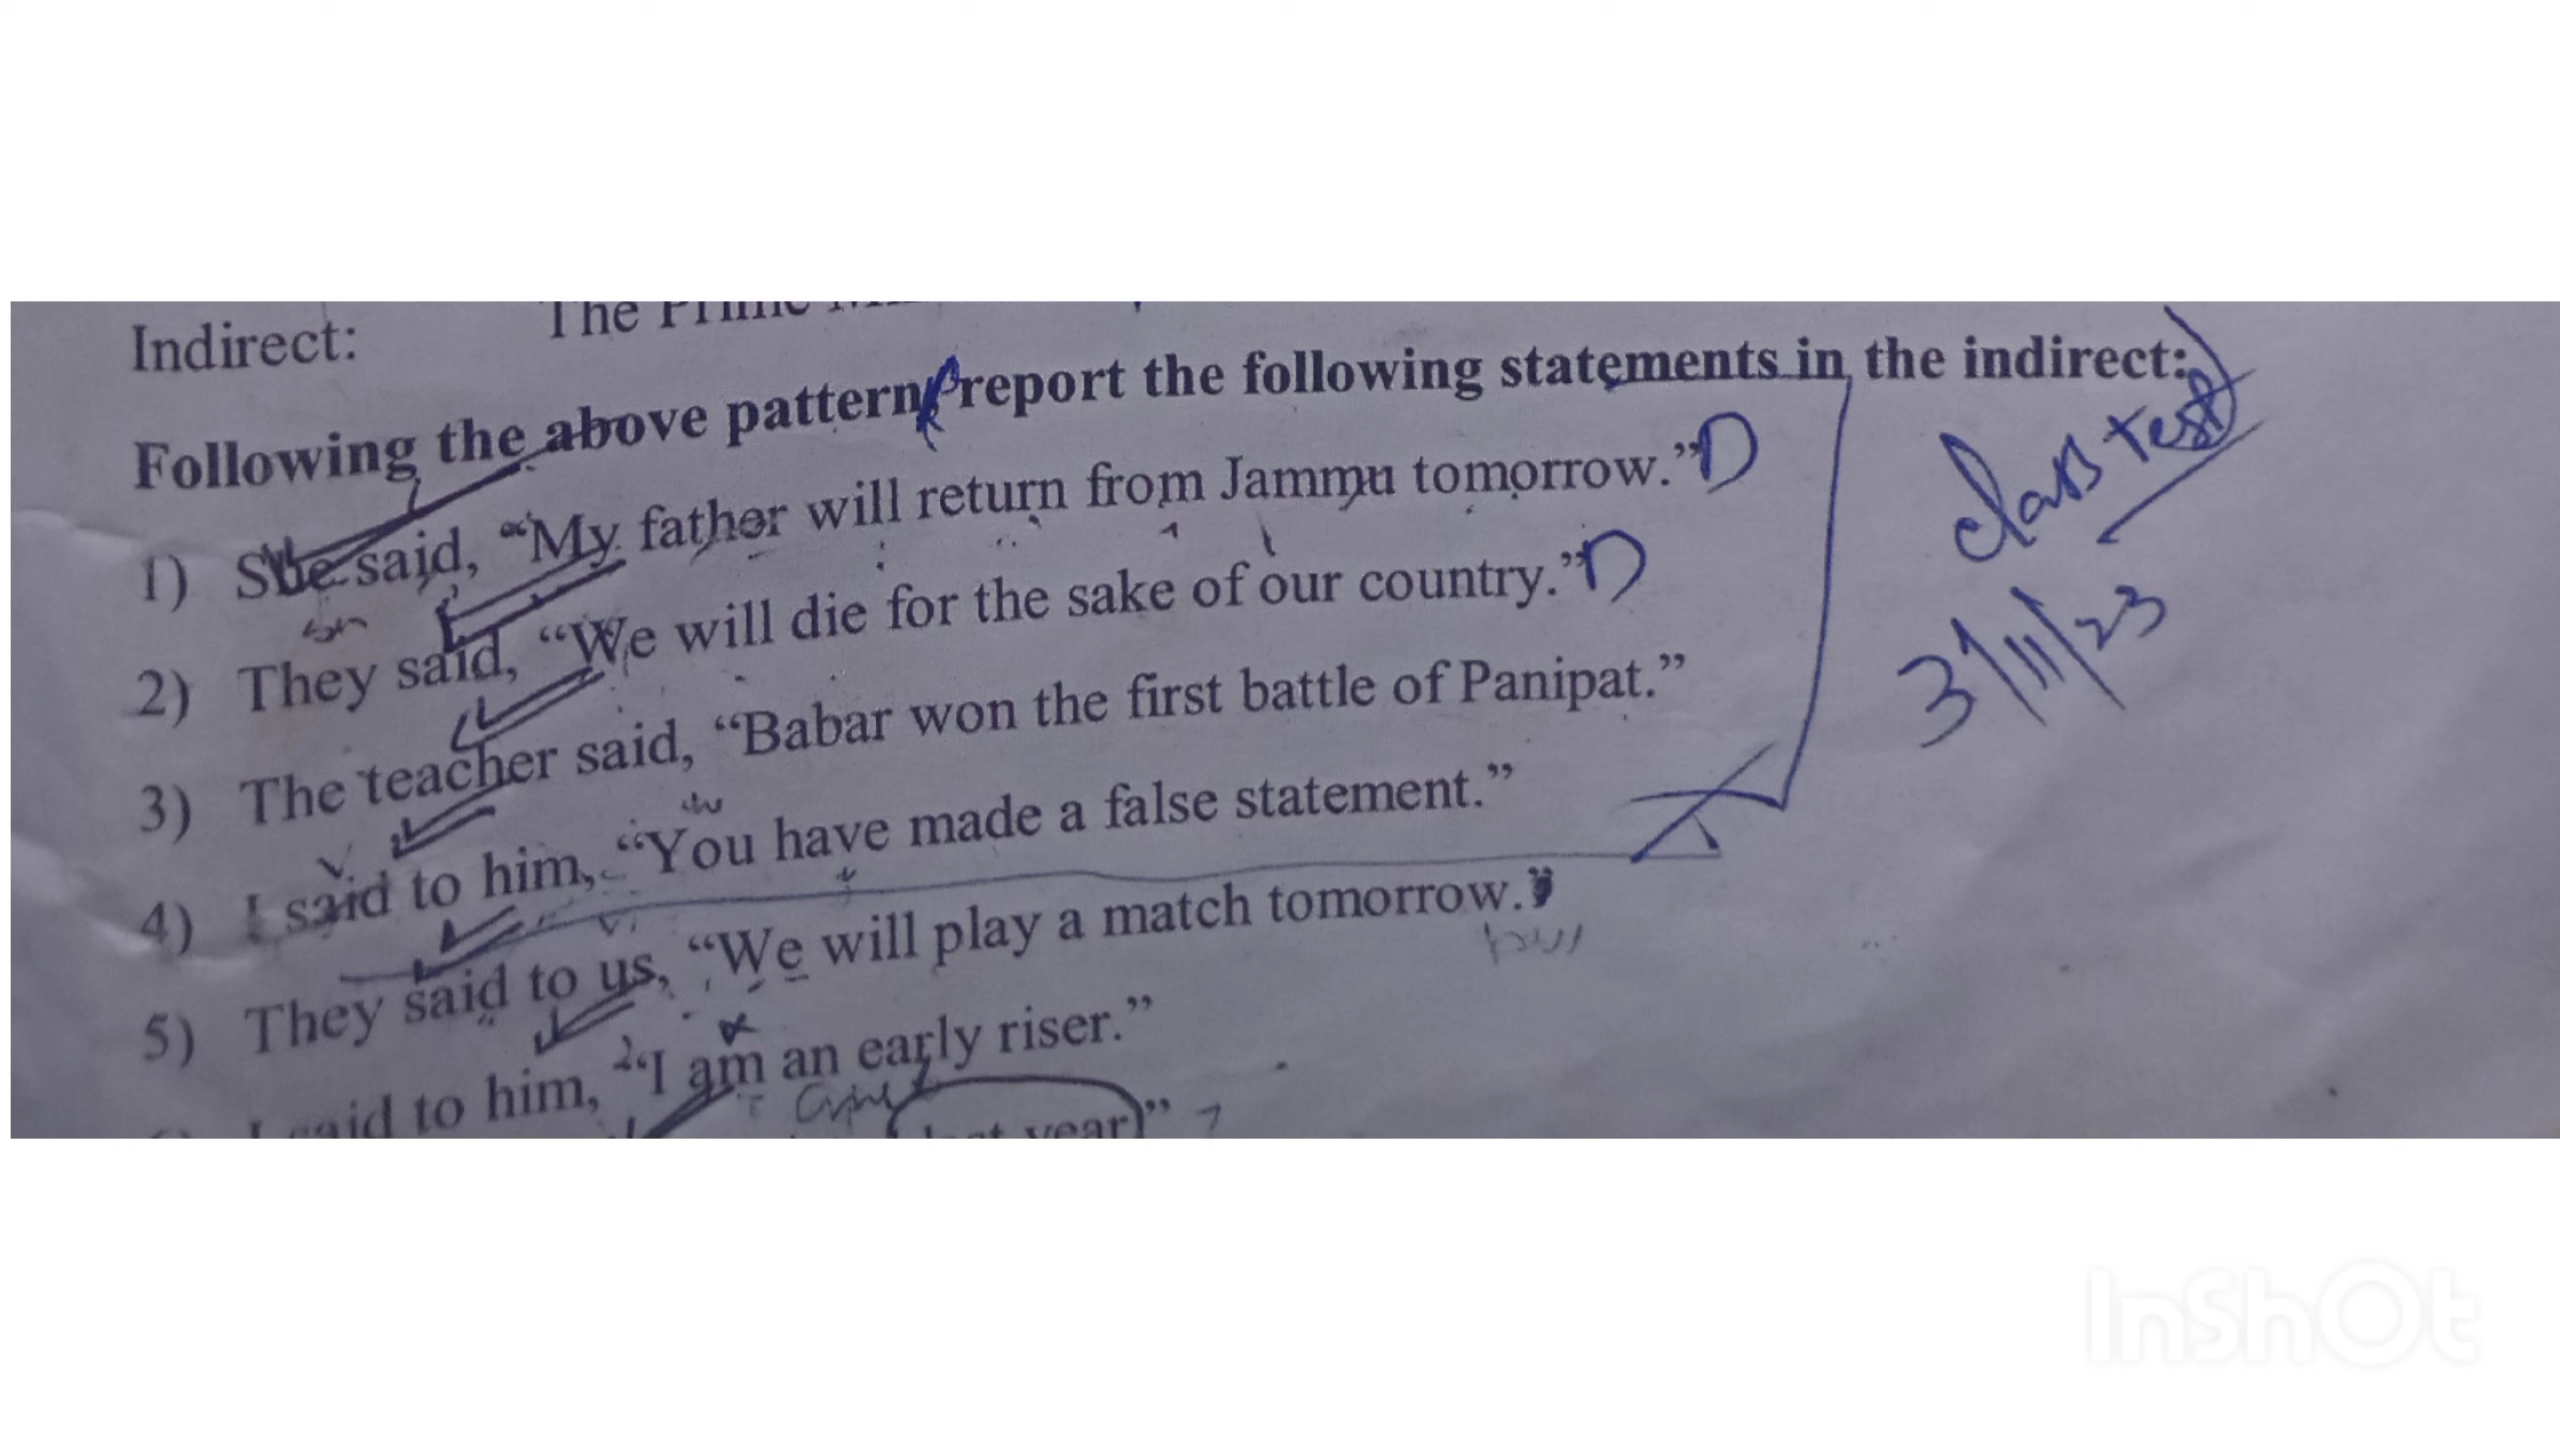 Indirect: The
Following the above pattern report the following statements in the indirect:
1) She said, “My father will return from Jammu tomorrow.”
2) They said, “We will die for the sake of our country.”
3) The teacher said, “Babar won the first battle of Panipat.”
4) I said to him, “You have made a false statement.”
5) They said to us, “We will play a match tomorrow.”
I said to him, “I am an early riser.”
year”
class test
InShOt